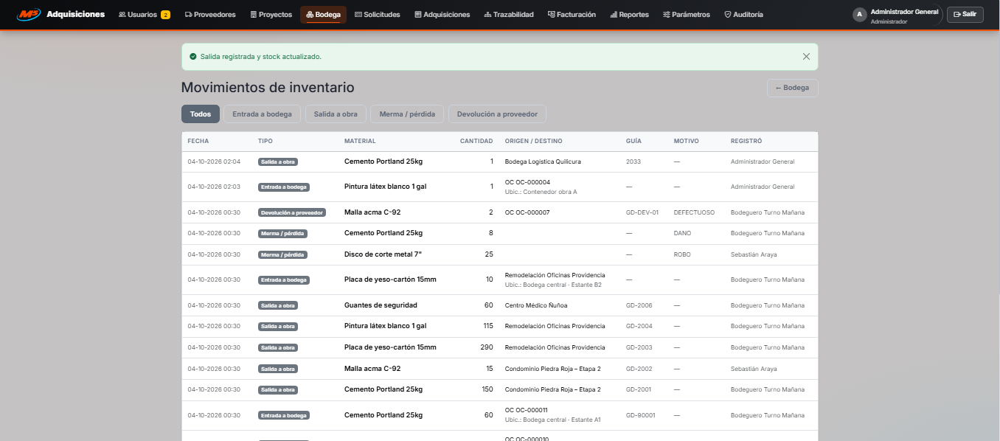 M5 Adquisiciones Usuarios 2 Proveedores Proyectos Bodega Solicitudes Adquisiciones Trazabilidad Facturación Reportes Parámetros Auditoría A Administrador General Salir
Administrador
Salida registrada y stock actualizado.
Movimientos de inventario ← Bodega
Todos Entrada a bodega Salida a obra Merma / pérdida Devolución a proveedor
FECHA TIPO MATERIAL CANTIDAD ORIGEN / DESTINO GUÍA MOTIVO REGISTRÓ
04-10-2026 02:04 Salida a obra Cemento Portland 25kg 1 Bodega Logística Quilicura 2033 — Administrador General
04-10-2026 02:03 Entrada a bodega Pintura látex blanco 1 gal 1 OC OC-000004 — — Administrador General
Ubic.: Contenedor obra A
04-10-2026 00:30 Devolución a proveedor Malla acma C-92 2 OC OC-000007 GD-DEV-01 DEFECTUOSO Bodeguero Turno Mañana
04-10-2026 00:30 Merma / pérdida Cemento Portland 25kg 8 — DANO Bodeguero Turno Mañana
04-10-2026 00:30 Merma / pérdida Disco de corte metal 7" 25 — ROBO Sebastián Araya
04-10-2026 00:30 Entrada a bodega Placa de yeso-cartón 15mm 10 Remodelación Oficinas Providencia — — Bodeguero Turno Mañana
Ubic.: Bodega central · Estante B2
04-10-2026 00:30 Salida a obra Guantes de seguridad 60 Centro Médico Ñuñoa GD-2006 — Bodeguero Turno Mañana
04-10-2026 00:30 Salida a obra Pintura látex blanco 1 gal 115 Remodelación Oficinas Providencia GD-2004 — Bodeguero Turno Mañana
04-10-2026 00:30 Salida a obra Placa de yeso-cartón 15mm 290 Remodelación Oficinas Providencia GD-2003 — Bodeguero Turno Mañana
04-10-2026 00:30 Salida a obra Malla acma C-92 15 Condominio Piedra Roja – Etapa 2 GD-2002 — Sebastián Araya
04-10-2026 00:30 Salida a obra Cemento Portland 25kg 150 Condominio Piedra Roja – Etapa 2 GD-2001 — Bodeguero Turno Mañana
04-10-2026 00:30 Entrada a bodega Cemento Portland 25kg 60 OC OC-000011 GD-90001 — Bodeguero Turno Mañana
Ubic.: Bodega central · Estante A1
OC OC-000010